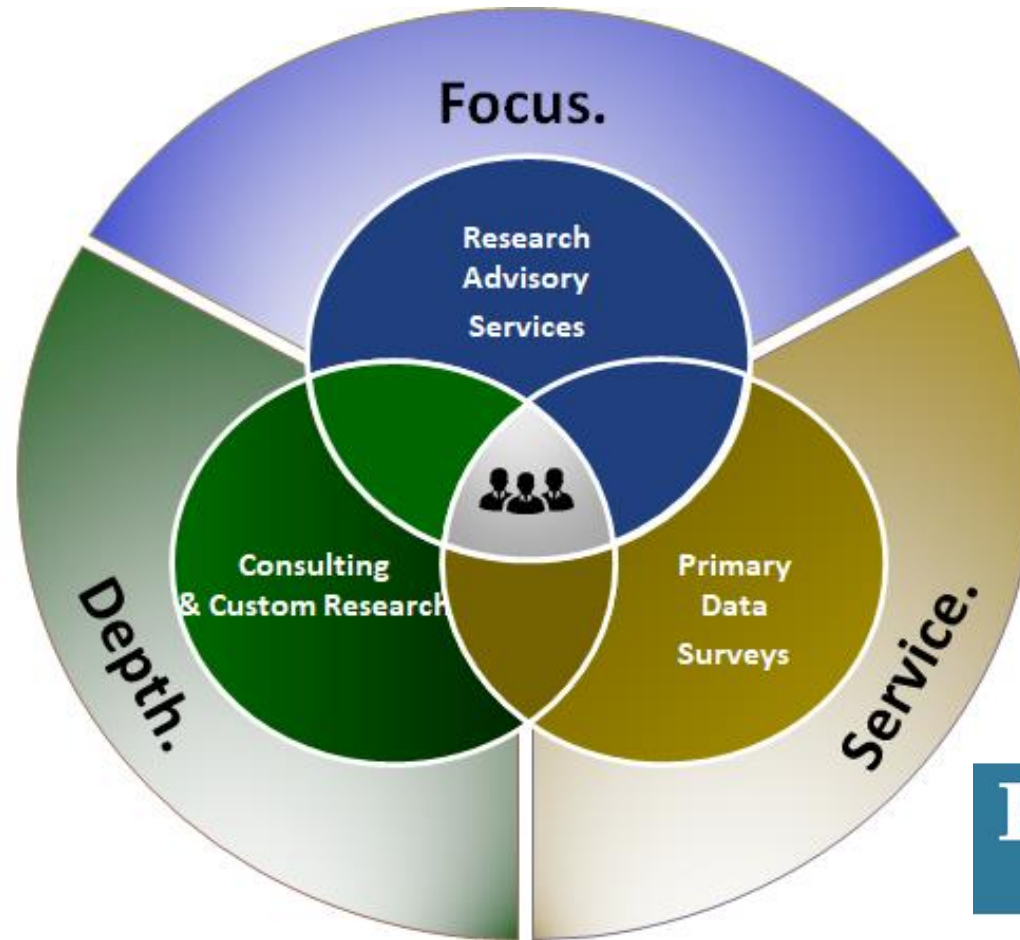 Focus.
Research
Advisory
Services
Consulting
& Custom Research
Primary
Data
Surveys
Depth.
Service.